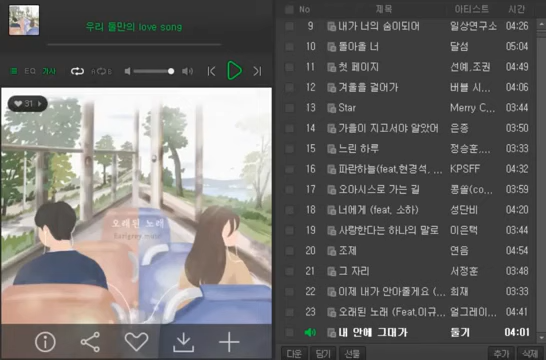 우리 둘만의 love song
EQ 가사
31
오래된 노래
No 제목 아티스트 시간
9 내가 너의 숨이되어 일상연구소 04:26
10 돌아올 너 달섬 05:04
11 첫 페이지 선예,조권 04:49
12 겨울을 걸어가 버블 시... 04:06
13 Star Merry C... 03:44
14 가을이 지고서야 알았어 은종 03:50
15 느린 하루 정승훈,... 03:33
16 파란하늘(feat,현경석, ... KPSFF 04:32
17 오아시스로 가는 길 콩쏠(co... 03:59
18 너에게 (feat, 소하) 성단비 04:20
19 사랑한다는 하나의 말로 이은택 03:44
20 조제 연음 04:54
21 그 자리 서정훈 03:48
22 이제 내가 안아줄게요 (... 희재 03:33
23 오래된 노래 (Feat,이규... 얼그레이... 04:41
내 안에 그대가 둘기 04:01
다운 담기 선물 추가 삭제